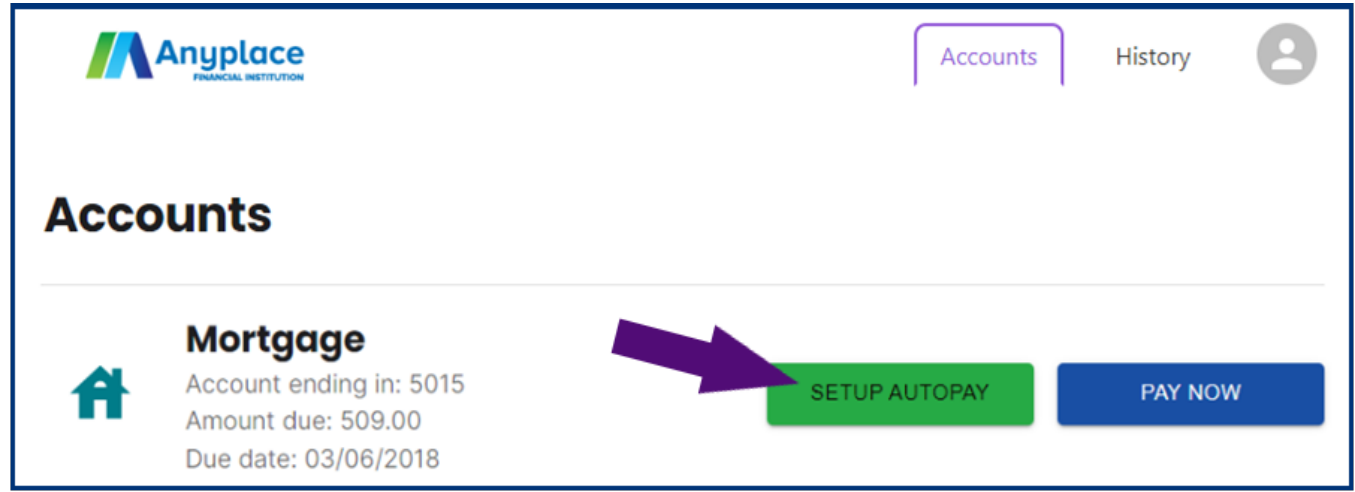 Anyplace
FINANCIAL INSTITUTION
Accounts
History
Accounts
Mortgage
Account ending in: 5015
Amount due: 509.00
Due date: 03/06/2018
SETUP AUTOPAY
PAY NOW